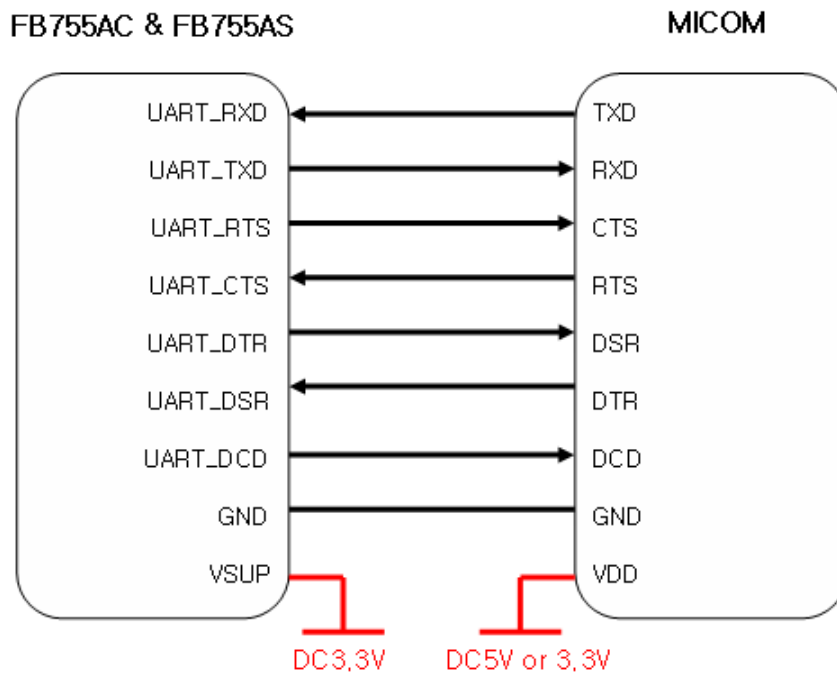 FB755AC & FB755AS MICOM
UART_RXD TXD
UART_TXD RXD
UART_RTS CTS
UART_CTS RTS
UART_DTR DSR
UART_DSR DTR
UART_DCD DCD
GND GND
VSUP VDD
DC3,3V DC5V or 3,3V